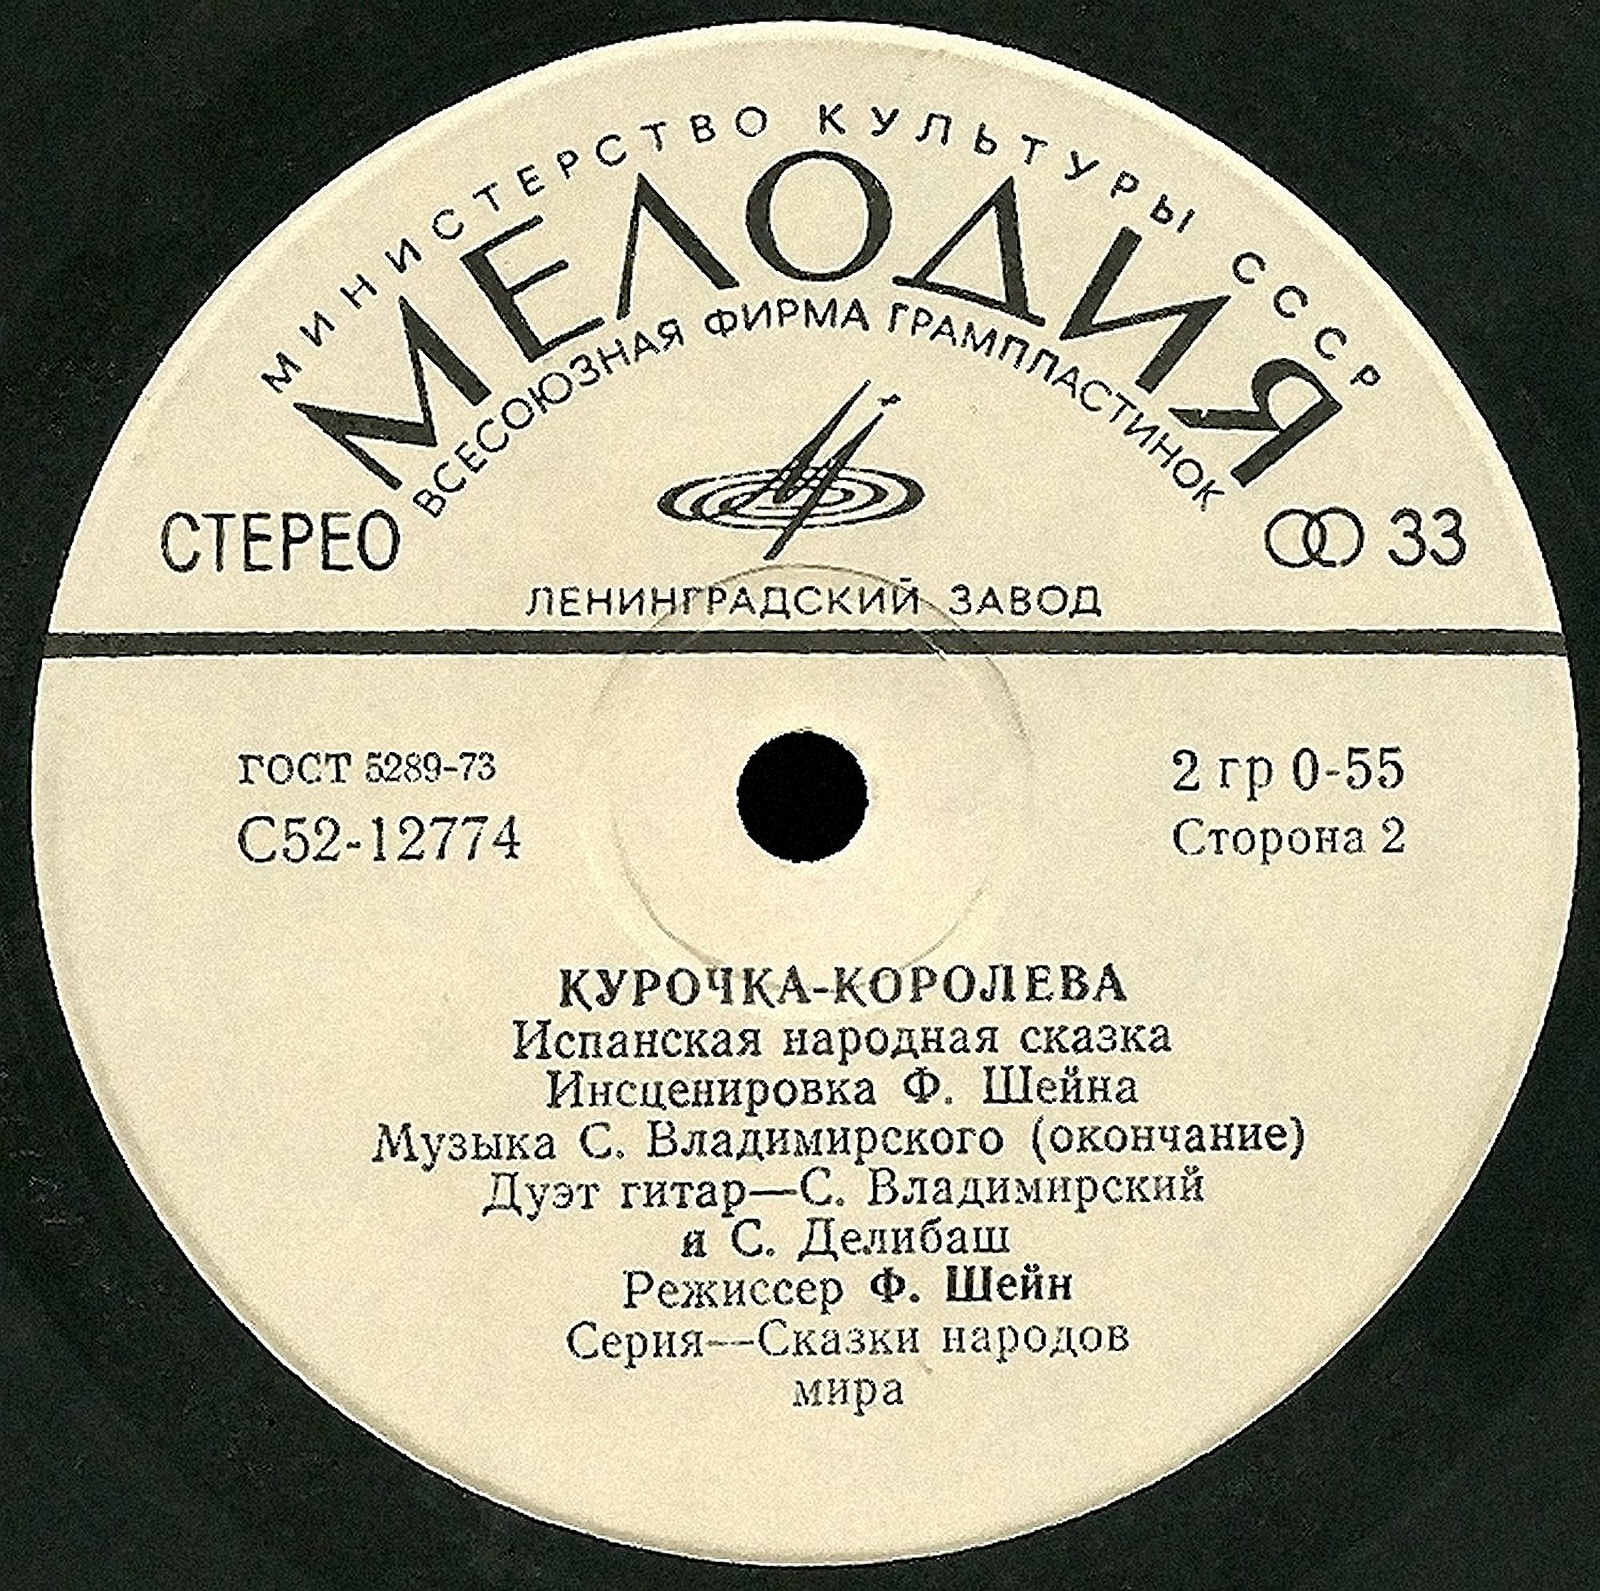 МИНИСТЕРСТВО КУЛЬТУРЫ СССР
МЕЛОДИЯ
ВСЕСОЮЗНАЯ ФИРМА ГРАМПЛАСТИНОК
СТЕРЕО
33
ЛЕНИНГРАДСКИЙ ЗАВОД
ГОСТ 5289-73
С52-12774
2 гр 0-55
Сторона 2
КУРОЧКА-КОРОЛЕВА
Испанская народная сказка
Инсценировка Ф. Шейна
Музыка С. Владимирского (окончание)
Дуэт гитар—С. Владимирский
и С. Делибаш
Режиссер Ф. Шейн
Серия—Сказки народов
мира